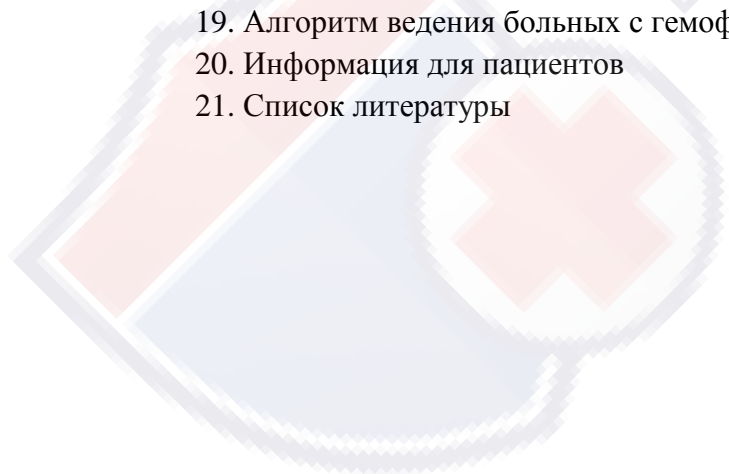 19. Алгоритм ведения больных с
20. Информация для пациентов
21. Список литературы